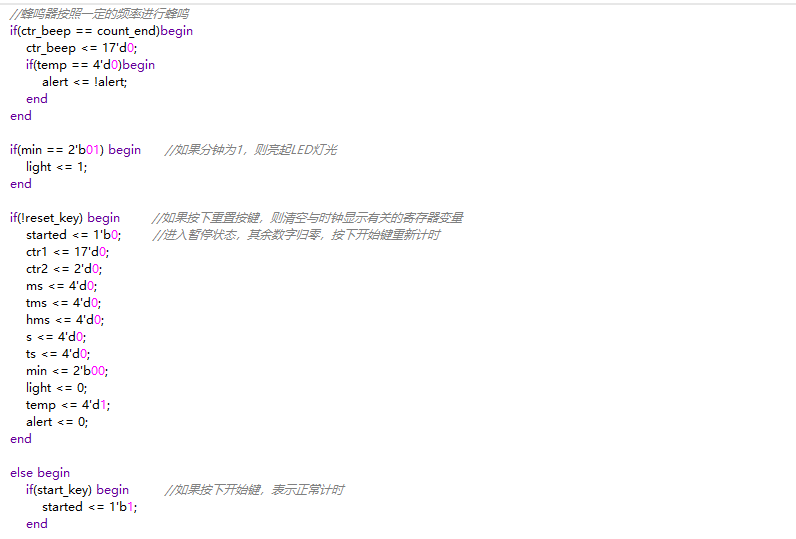 //蜂鸣器按照一定的频率进行蜂鸣
if(ctr_beep == count_end)begin
ctr_beep <= 17'd0;
if(temp == 4'd0)begin
alert <= !alert;
end
end
if(min == 2'b01) begin //如果分钟为1，则亮起LED灯光
light <= 1;
end
if(!reset_key) begin //如果按下重置按键，则清空与时钟显示有关的寄存器变量
started <= 1'b0; //进入暂停状态，其余数字归零，按下开始键重新计时
ctr1 <= 17'd0;
ctr2 <= 2'd0;
ms <= 4'd0;
tms <= 4'd0;
hms <= 4'd0;
s <= 4'd0;
ts <= 4'd0;
min <= 2'b00;
light <= 0;
temp <= 4'd1;
alert <= 0;
end
else begin
if(start_key) begin //如果按下开始键，表示正常计时
started <= 1'b1;
end